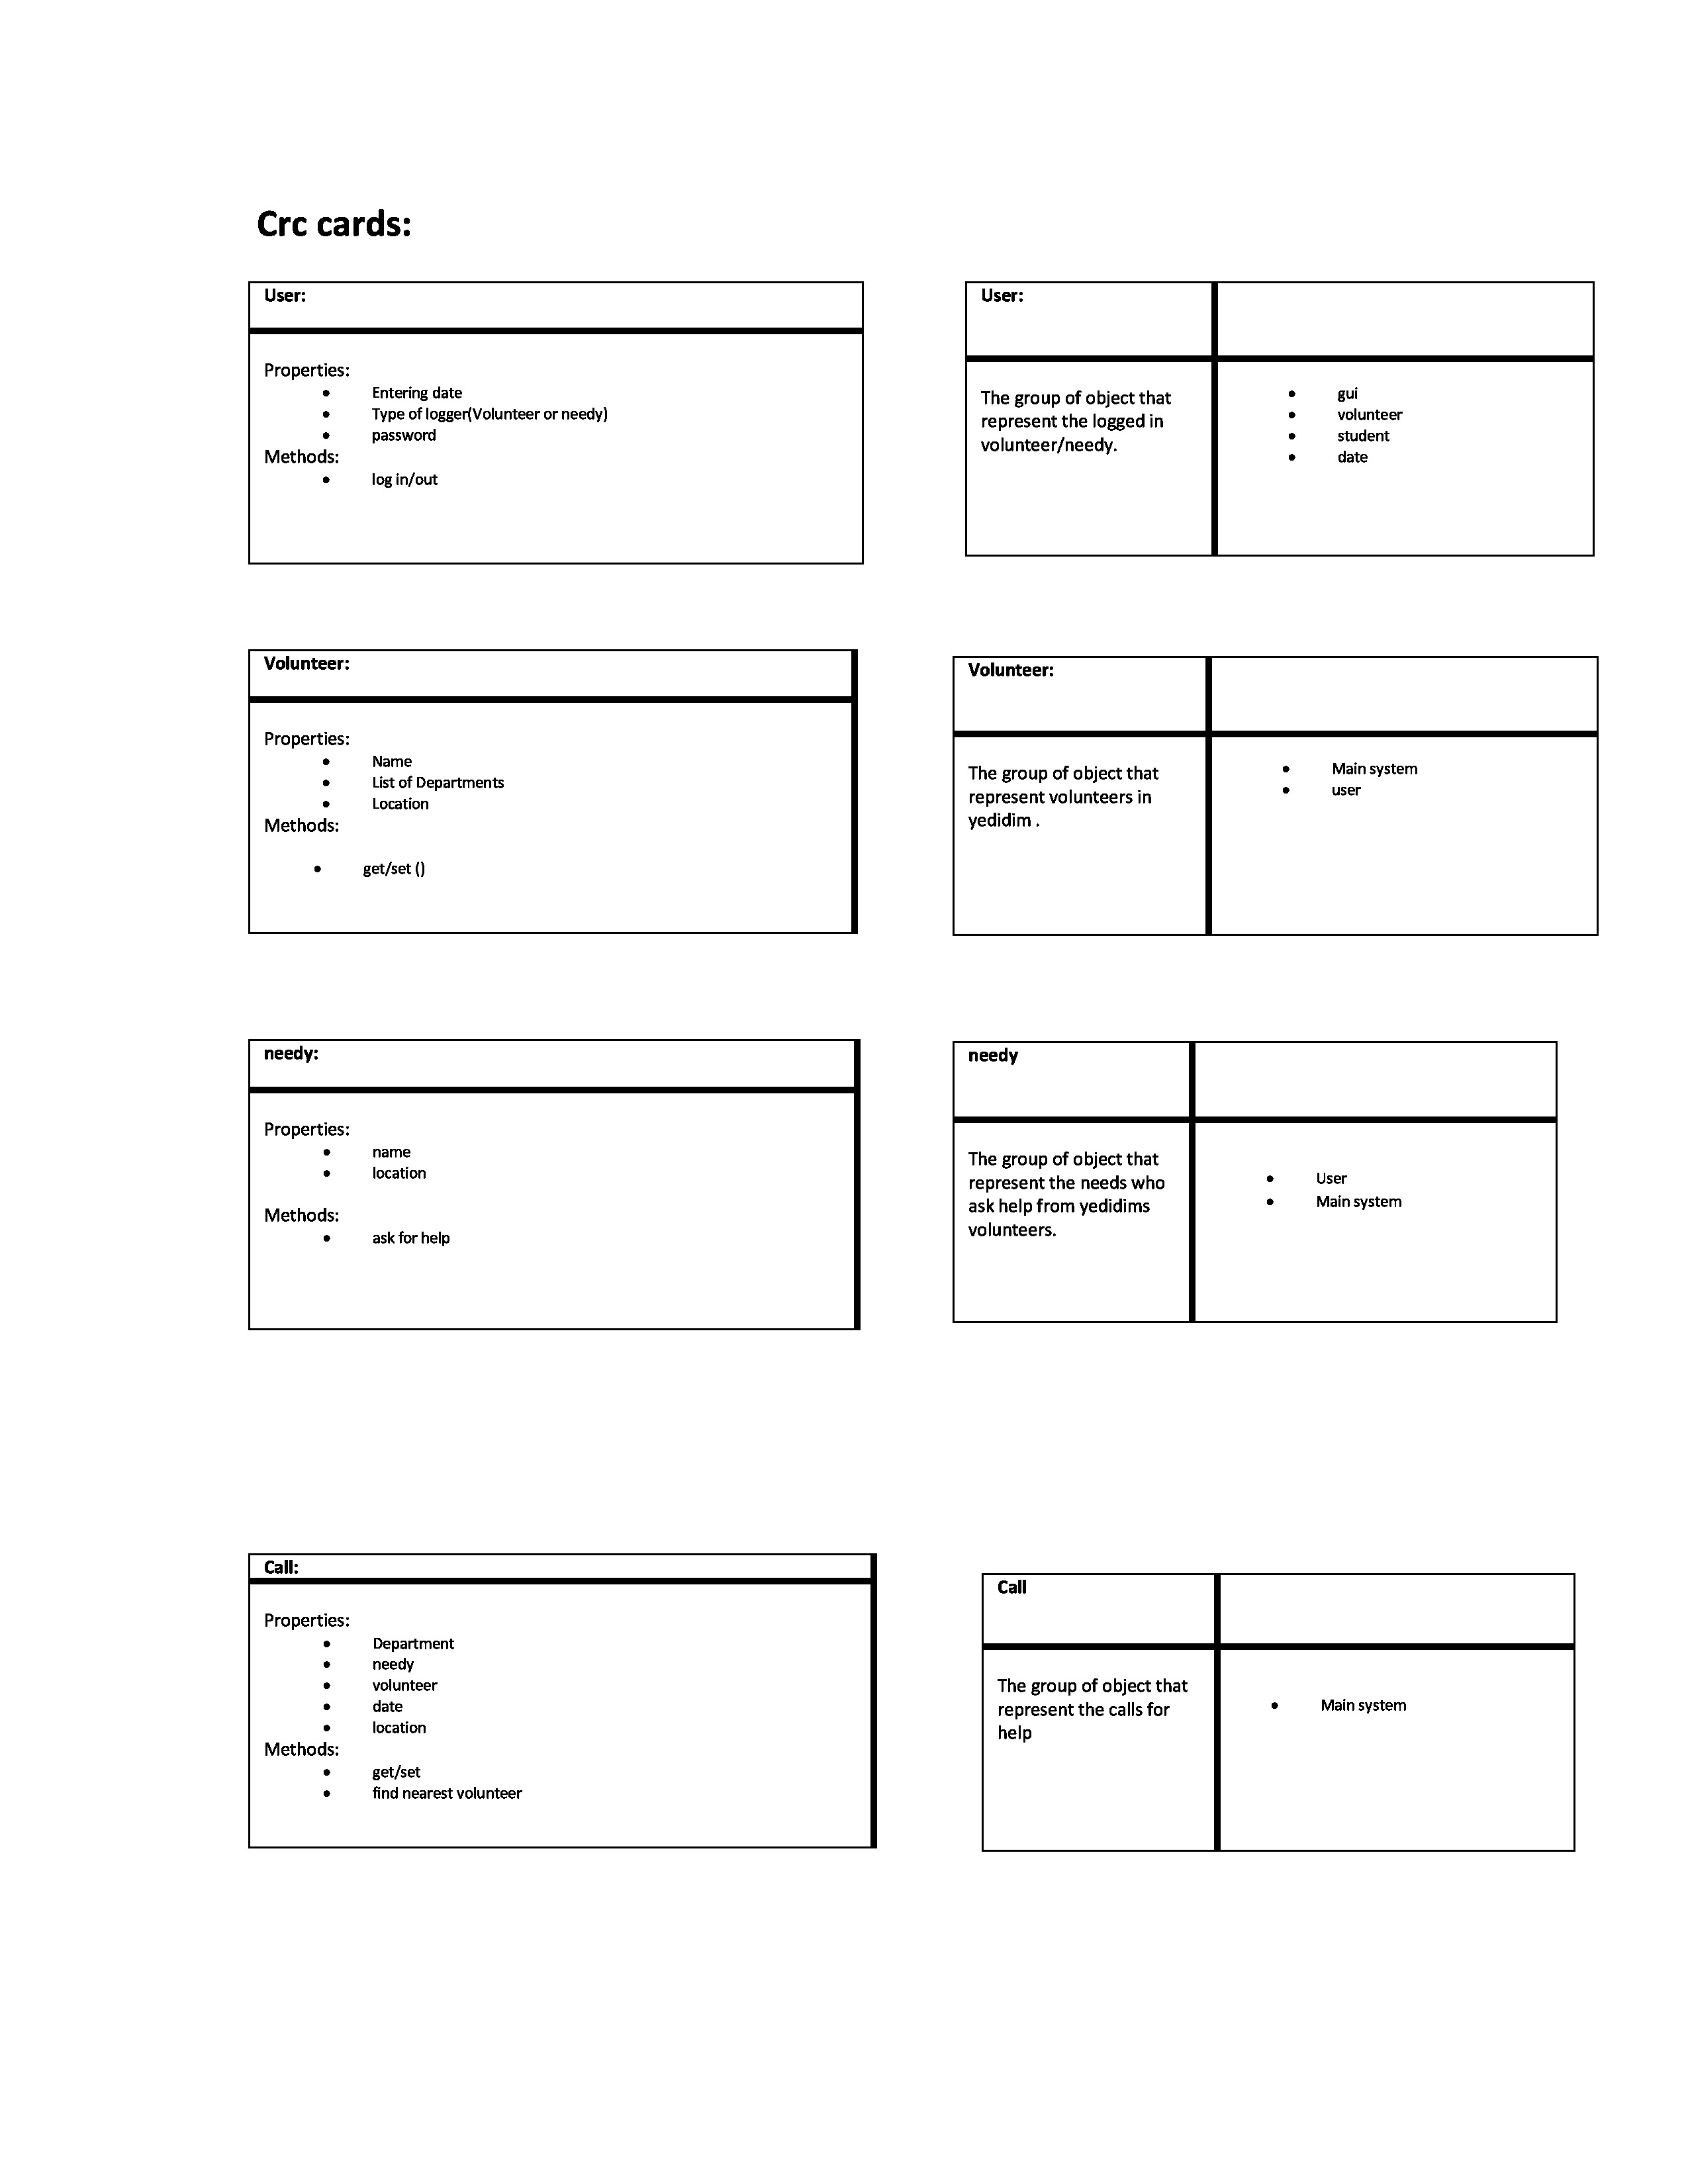 Crc cards:
User:
Properties:
• Entering date
• Type of logger(Volunteer or needy)
• password
Methods:
• log in/out
User:
The group of object that
represent the logged in
volunteer/needy.
• gui
• volunteer
• student
• date
Volunteer:
Properties:
• Name
• List of Departments
• Location
Methods:
• get/set ()
Volunteer:
The group of object that
represent volunteers in
yedidim .
• Main system
• user
needy:
Properties:
• name
• location
Methods:
• ask for help
needy
The group of object that
represent the needs who
ask help from yedidims
volunteers.
• User
• Main system
Call:
Properties:
• Department
• needy
• volunteer
• date
• location
Methods:
• get/set
• find nearest volunteer
Call
The group of object that
represent the calls for
help
• Main system